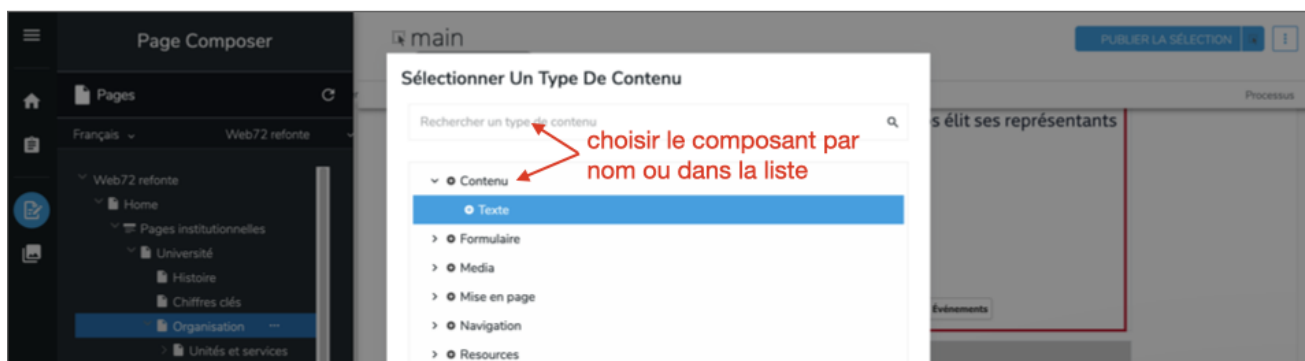 Page Composer
main
PUBLIER LA SÉLECTION
Sélectionner Un Type De Contenu
Pages
Processus
Rechercher un type de contenu
s élit ses représentants
Français
Web72 refonte
choisir le composant par
nom ou dans la liste
Web72 refonte
Contenu
Home
Texte
Pages institutionnelles
Formulaire
Université
Media
Histoire
Mise en page
Chiffres clés
Événements
Organisation
Navigation
Unités et services
Resources